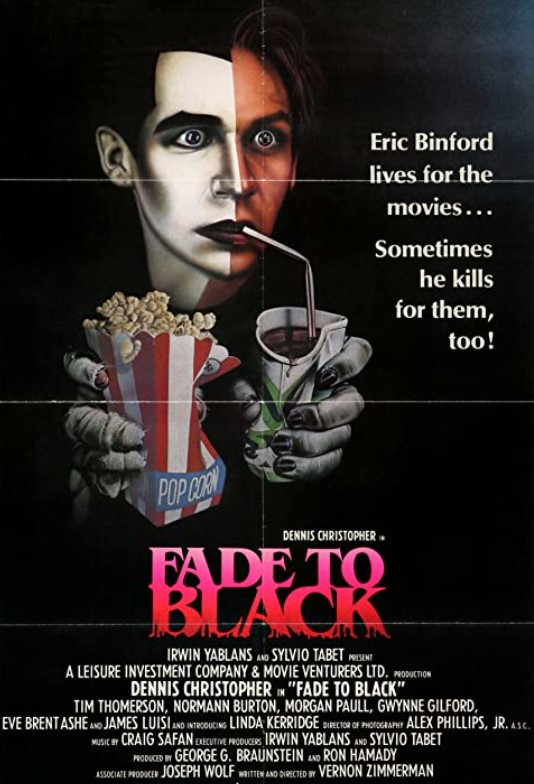 Eric Binford
lives for the
movies...
Sometimes
he kills
for them,
too!
POP CORN
DENNIS CHRISTOPHER IN
FADE TO
BLACK
IRWIN YABLANS AND SYLVIO TABET PRESENT
A LEISURE INVESTMENT COMPANY & MOVIE VENTURERS LTD. PRODUCTION
DENNIS CHRISTOPHER IN "FADE TO BLACK"
TIM THOMERSON, NORMANN BURTON, MORGAN PAULL, GWYNNE GILFORD,
EVE BRENT ASHE AND JAMES LUISI AND INTRODUCING LINDA KERRIDGE DIRECTOR OF PHOTOGRAPHY ALEX PHILLIPS, JR. A.S.C.
MUSIC BY CRAIG SAFAN EXECUTIVE PRODUCERS IRWIN YABLANS AND SYLVIO TABET
PRODUCED BY GEORGE G. BRAUNSTEIN AND RON HAMADY
ASSOCIATE PRODUCER JOSEPH WOLF WRITTEN AND DIRECTED BY VERNON ZIMMERMAN